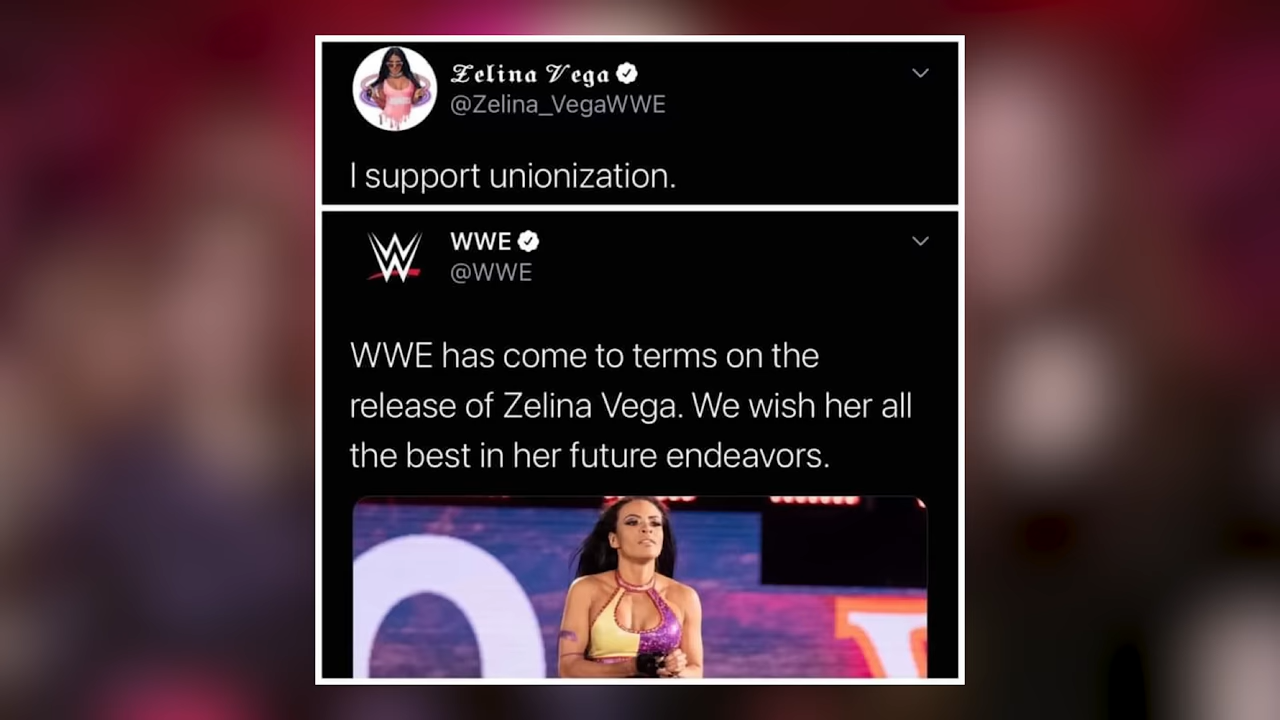 Zelina Vega
@Zelina_VegaWWE
I support unionization.
WWE
@WWE
WWE has come to terms on the
release of Zelina Vega. We wish her all
the best in her future endeavors.